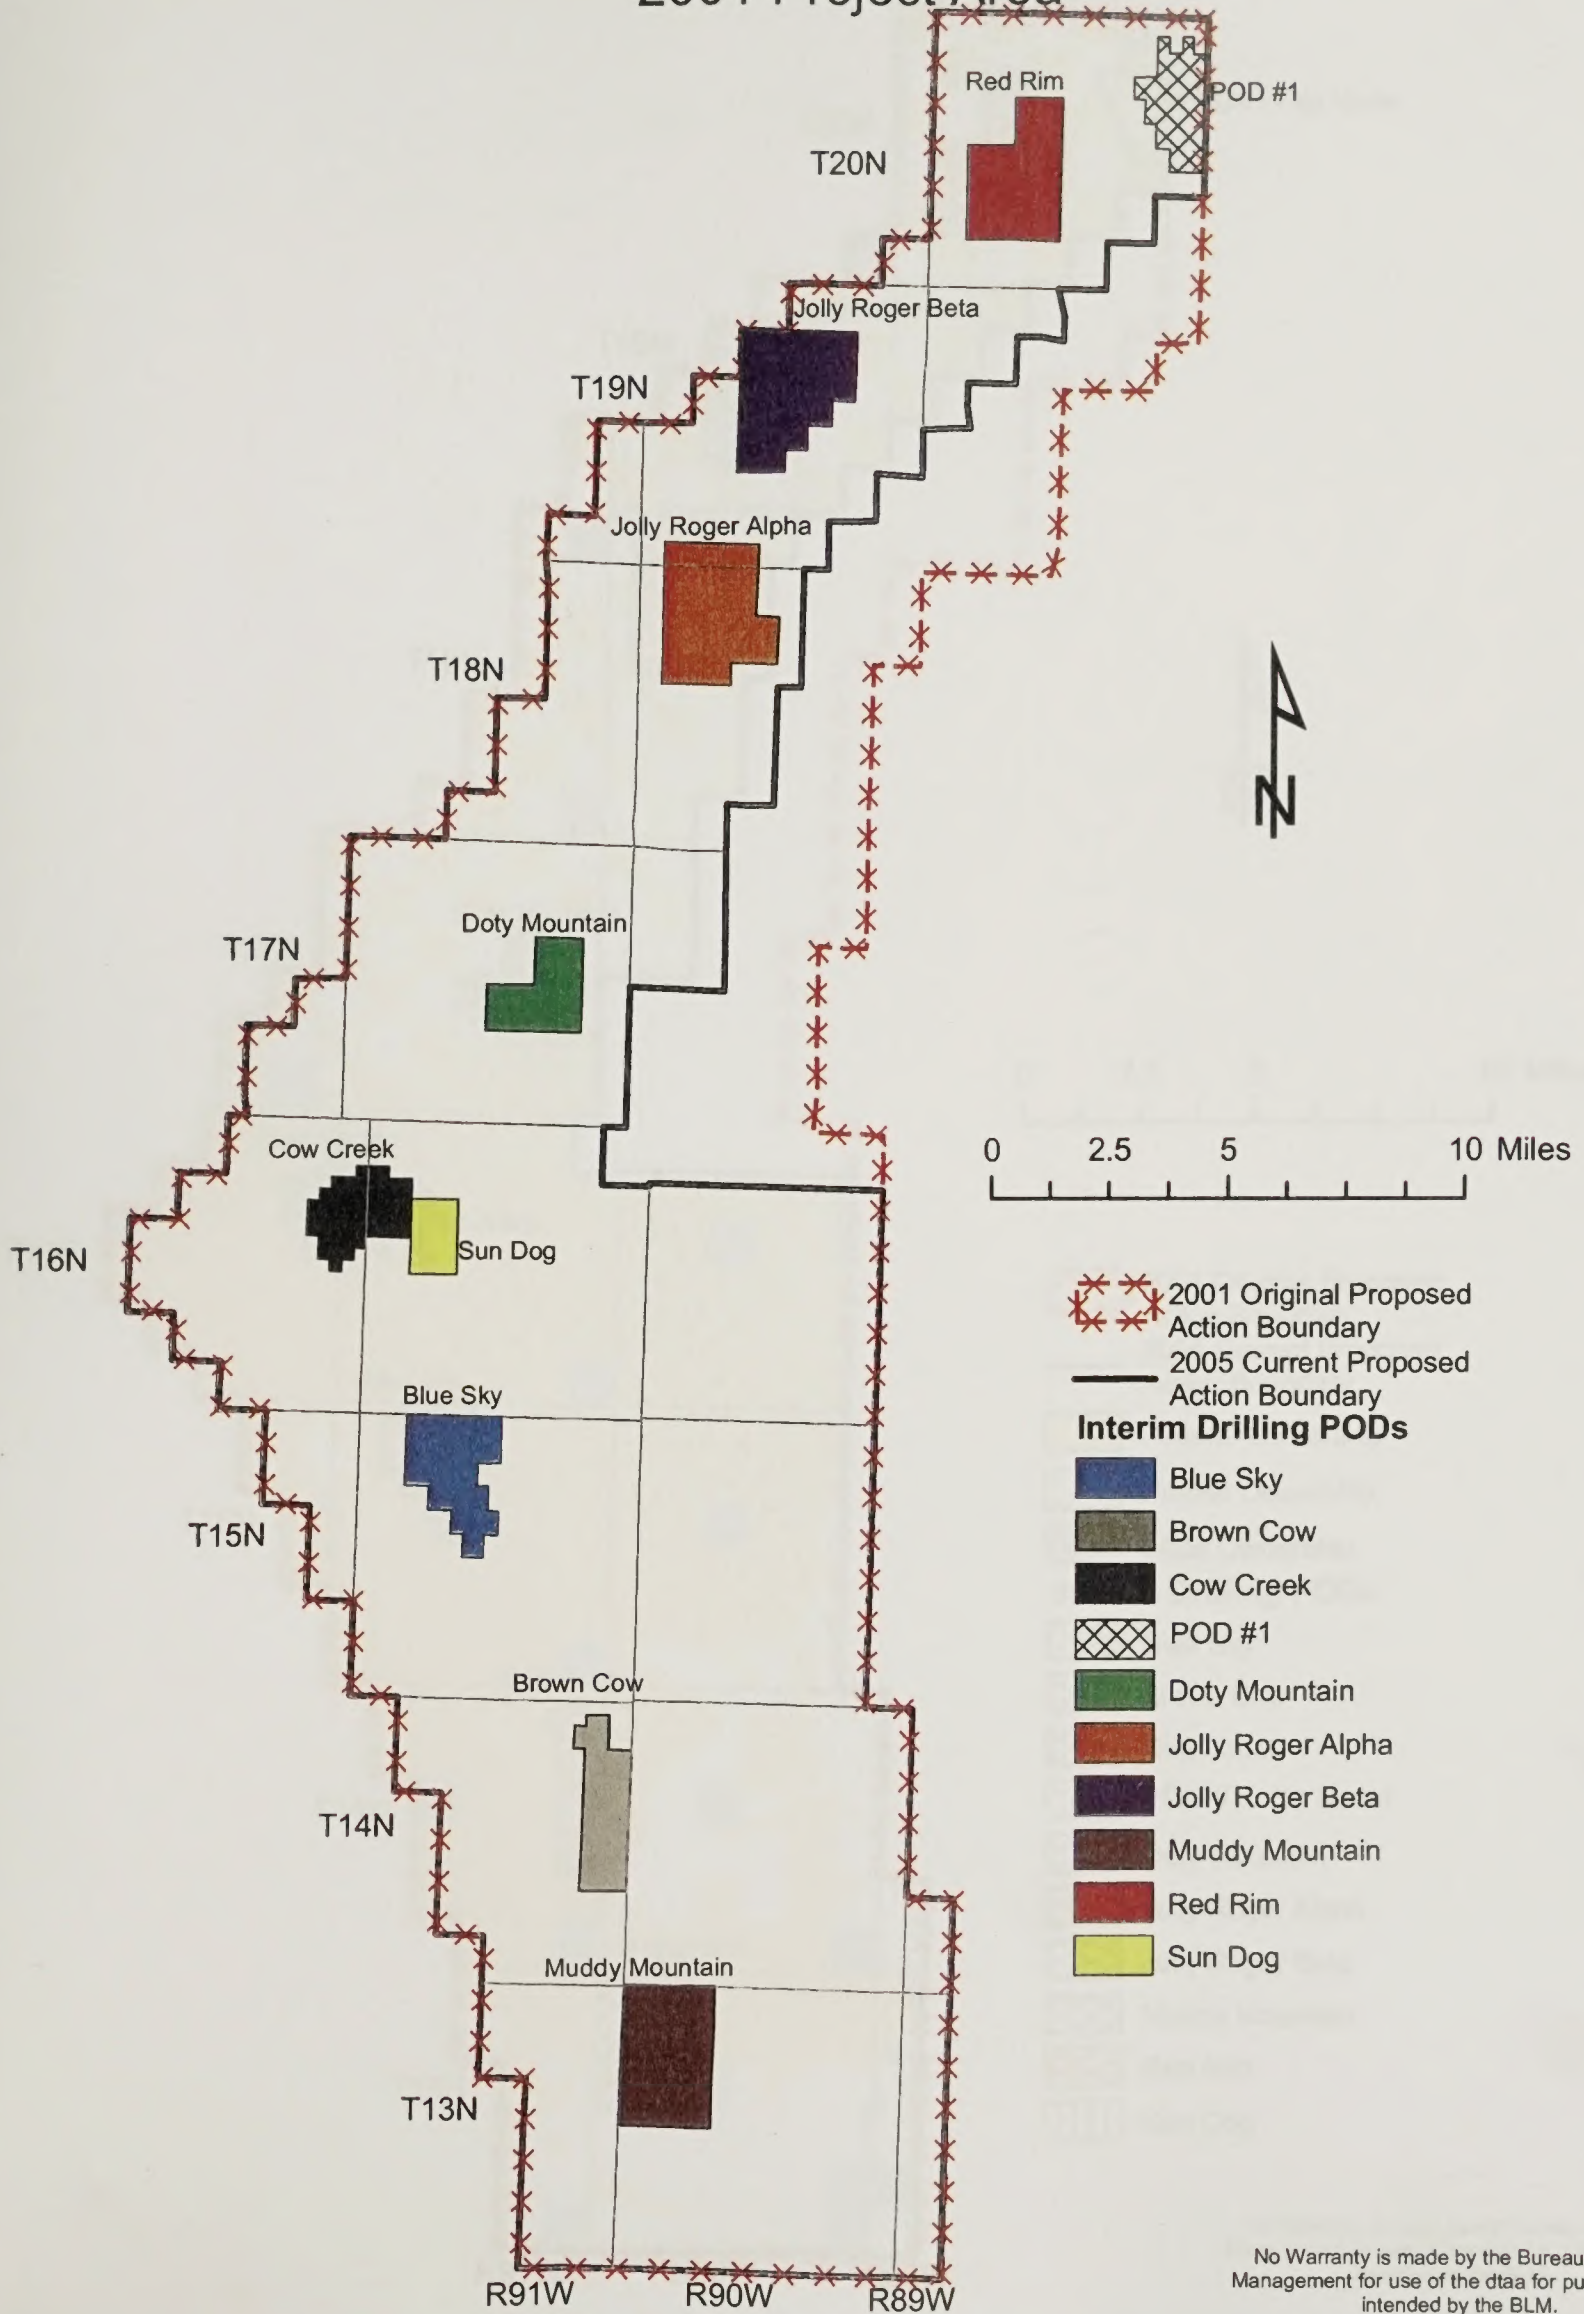 2001 Project Area
Red Rim
POD #1
T20N
Jolly Roger Beta
T19N
Jolly Roger Alpha
T18N
Doty Mountain
T17N
Cow Creek
0 2.5 5 10 Miles
Sun Dog
T16N
2001 Original Proposed
Action Boundary
2005 Current Proposed
Action Boundary
Blue Sky
Interim Drilling PODs
Blue Sky
T15N
Brown Cow
Cow Creek
POD #1
Brown Cow
Doty Mountain
Jolly Roger Alpha
Jolly Roger Beta
T14N
Muddy Mountain
Red Rim
Sun Dog
Muddy Mountain
T13N
N
R91W R90W R89W
No Warranty is made by the Bureau
Management for use of the dtaa for pu
intended by the BLM.